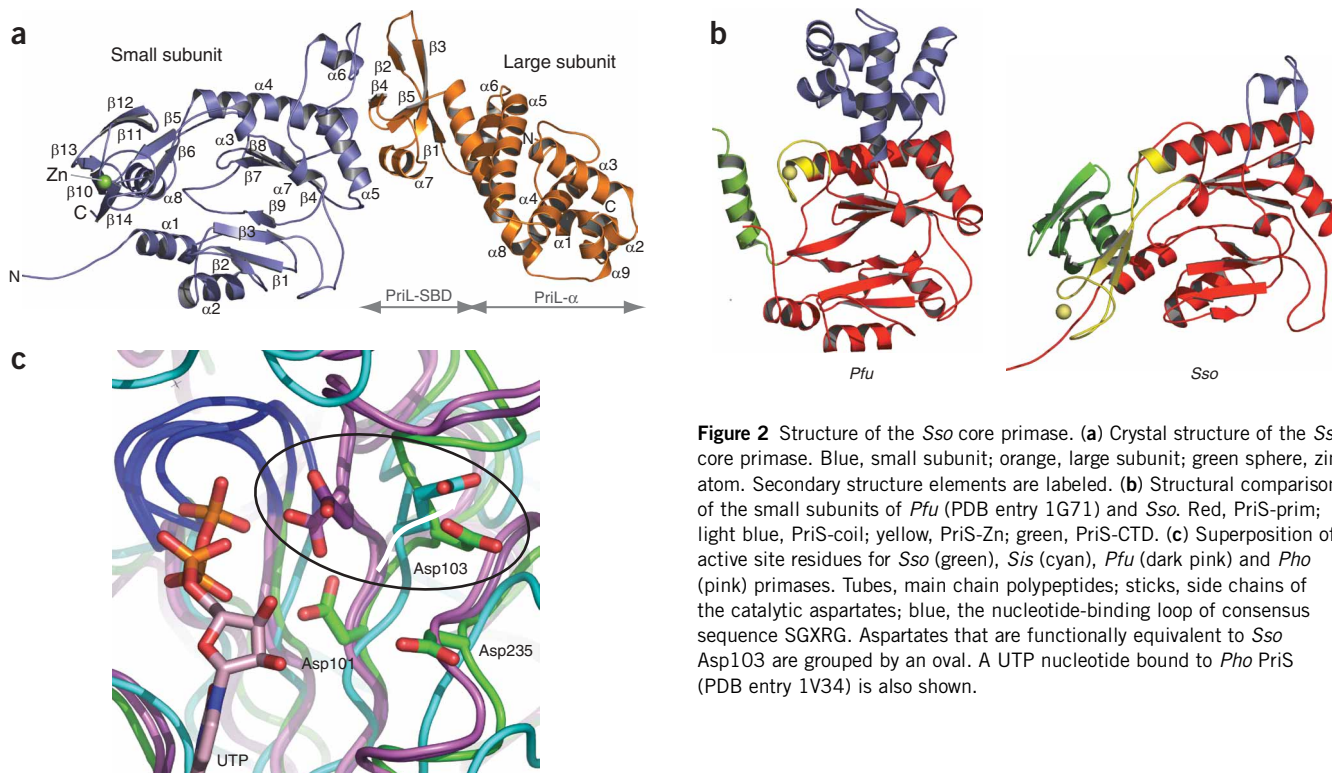 a
Small subunit
Large subunit
β3
β2
β4
β5
β1
α7
α6
α5
N
α3
α4
C
α1
α2
α8
α9
α6
α4
β12
β5
β11
β13
α3
β8
β6
β7
Zn
β10
α8
α7
β4
α5
C
β14
β9
α1
β3
N
β2
β1
α2
PriL-SBD
PriL-α
b
Pfu
Sso
c
Asp103
Asp101
Asp235
UTP
Figure 2 Structure of the Sso core primase. (a) Crystal structure of the
core primase. Blue, small subunit; orange, large subunit; green sphere,
atom. Secondary structure elements are labeled. (b) Structural comparison
of the small subunits of Pfu (PDB entry 1G71) and Sso. Red, PriS-prim;
light blue, PriS-coil; yellow, PriS-Zn; green, PriS-CTD. (c) Superposition of
active site residues for Sso (green), Sis (cyan), Pfu (dark pink) and Pho
(pink) primases. Tubes, main chain polypeptides; sticks, side chains of
the catalytic aspartates; blue, the nucleotide-binding loop of consensus
sequence SGXRG. Aspartates that are functionally equivalent to Sso
Asp103 are grouped by an oval. A UTP nucleotide bound to Pho PriS
(PDB entry 1V34) is also shown.